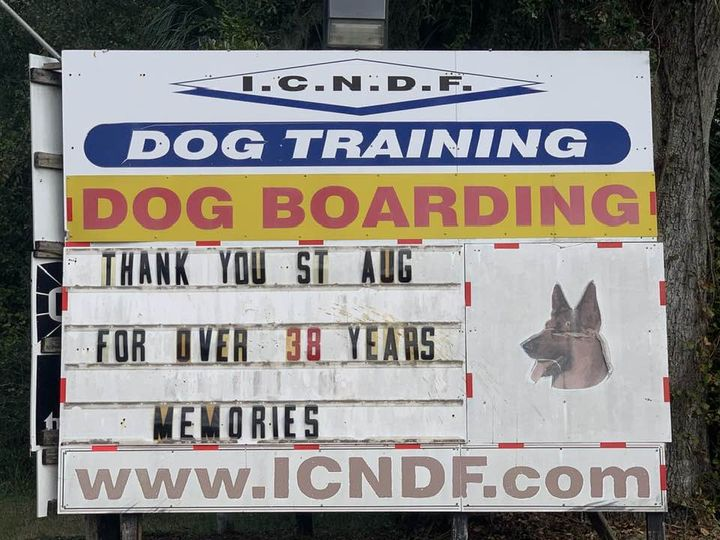 I.C.N.D.F.
DOG TRAINING
DOG BOARDING
THANK YOU ST AUG
FOR OVER 38 YEARS
MEMORIES
www.ICNDF.com